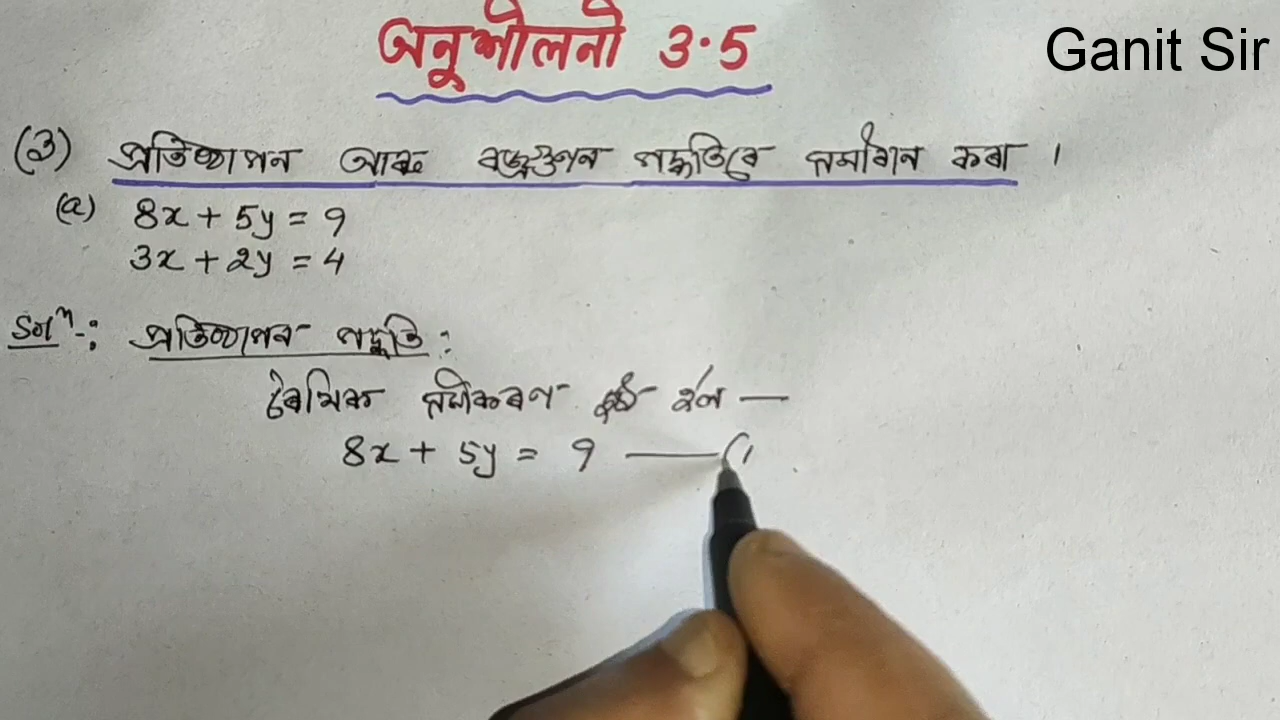 অনুশীলনী 3.5
Ganit Sir
(3) প্ৰতিস্থাপন আৰু বজ্ৰগুণন পদ্ধতিৰে সমাধান কৰা ।
(a) 8x + 5y = 9
3x + 2y = 4
Solⁿ-: প্ৰতিস্থাপন পদ্ধতি :
ৰৈখিক সমীকৰণ হ'ল —
8x + 5y = 9 —— (1